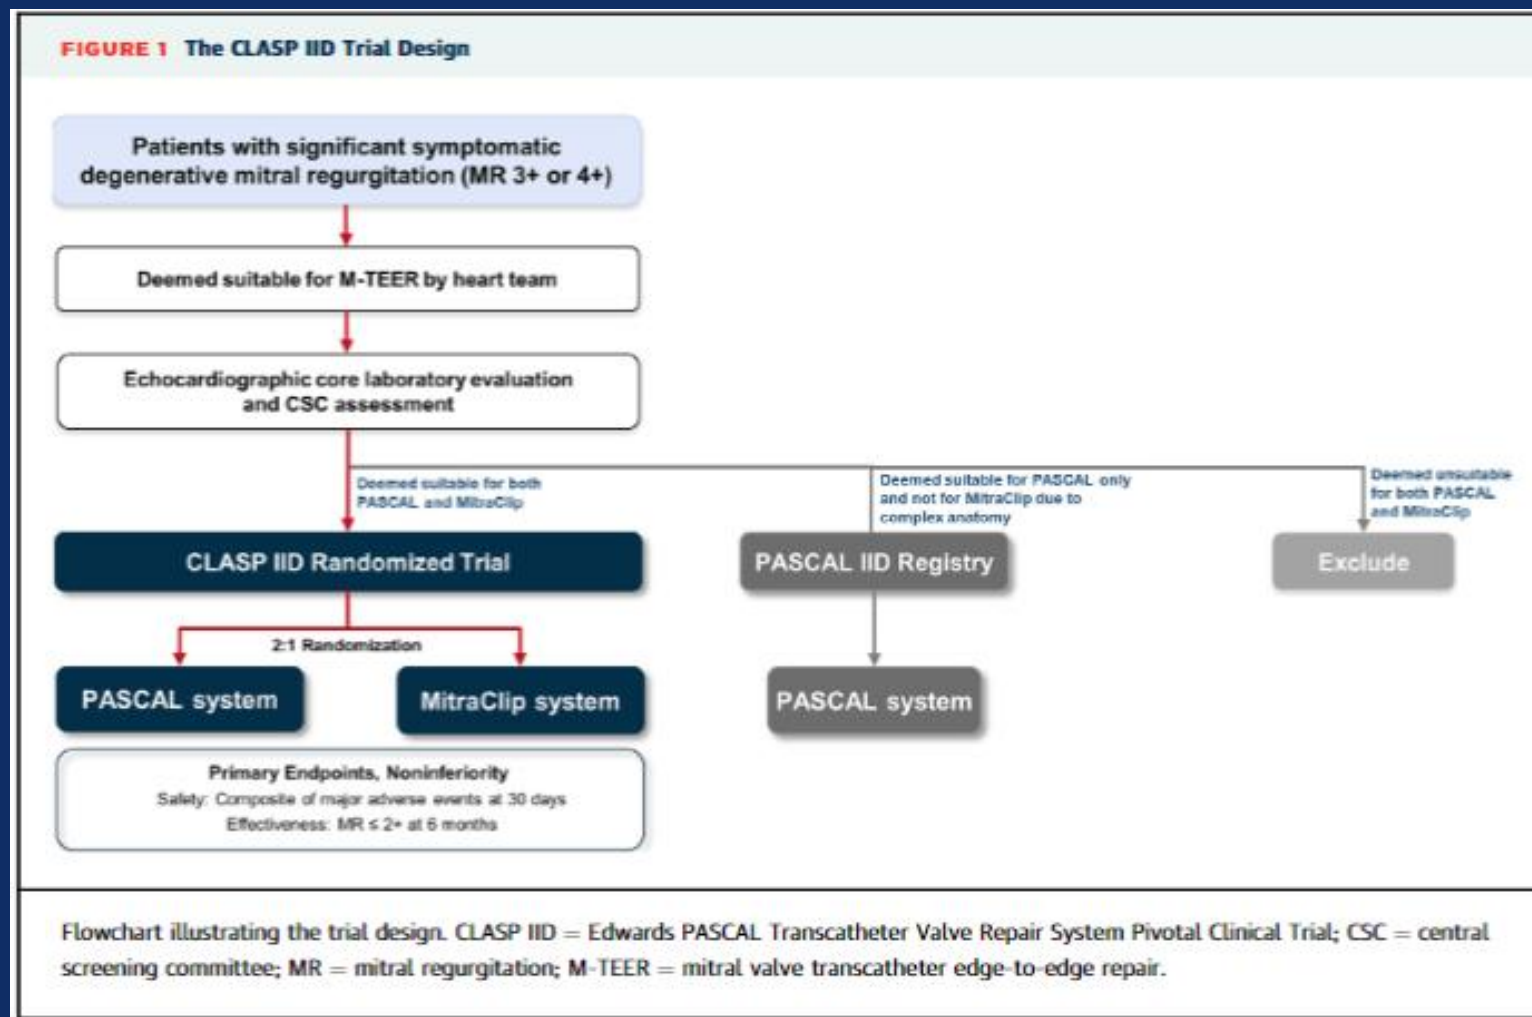 FIGURE 1 The CLASP IID Trial Design
Patients with significant symptomatic
degenerative mitral regurgitation (MR 3+ or 4+)
Deemed suitable for M-TEER by heart team
Echocardiographic core laboratory evaluation
and CSC assessment
Deemed suitable for both
PASCAL and MitraClip
Deemed suitable for PASCAL only
and not for MitraClip due to
complex anatomy
Deemed unsuitable
for both PASCAL
and MitraClip
CLASP IID Randomized Trial
PASCAL IID Registry
Exclude
2:1 Randomization
PASCAL system
MitraClip system
PASCAL system
Primary Endpoints, Noninferiority
Safety: Composite of major adverse events at 30 days
Effectiveness: MR ≤ 2+ at 6 months
Flowchart illustrating the trial design. CLASP IID = Edwards PASCAL Transcatheter Valve Repair System Pivotal Clinical Trial; CSC = central
screening committee; MR = mitral regurgitation; M-TEER = mitral valve transcatheter edge-to-edge repair.